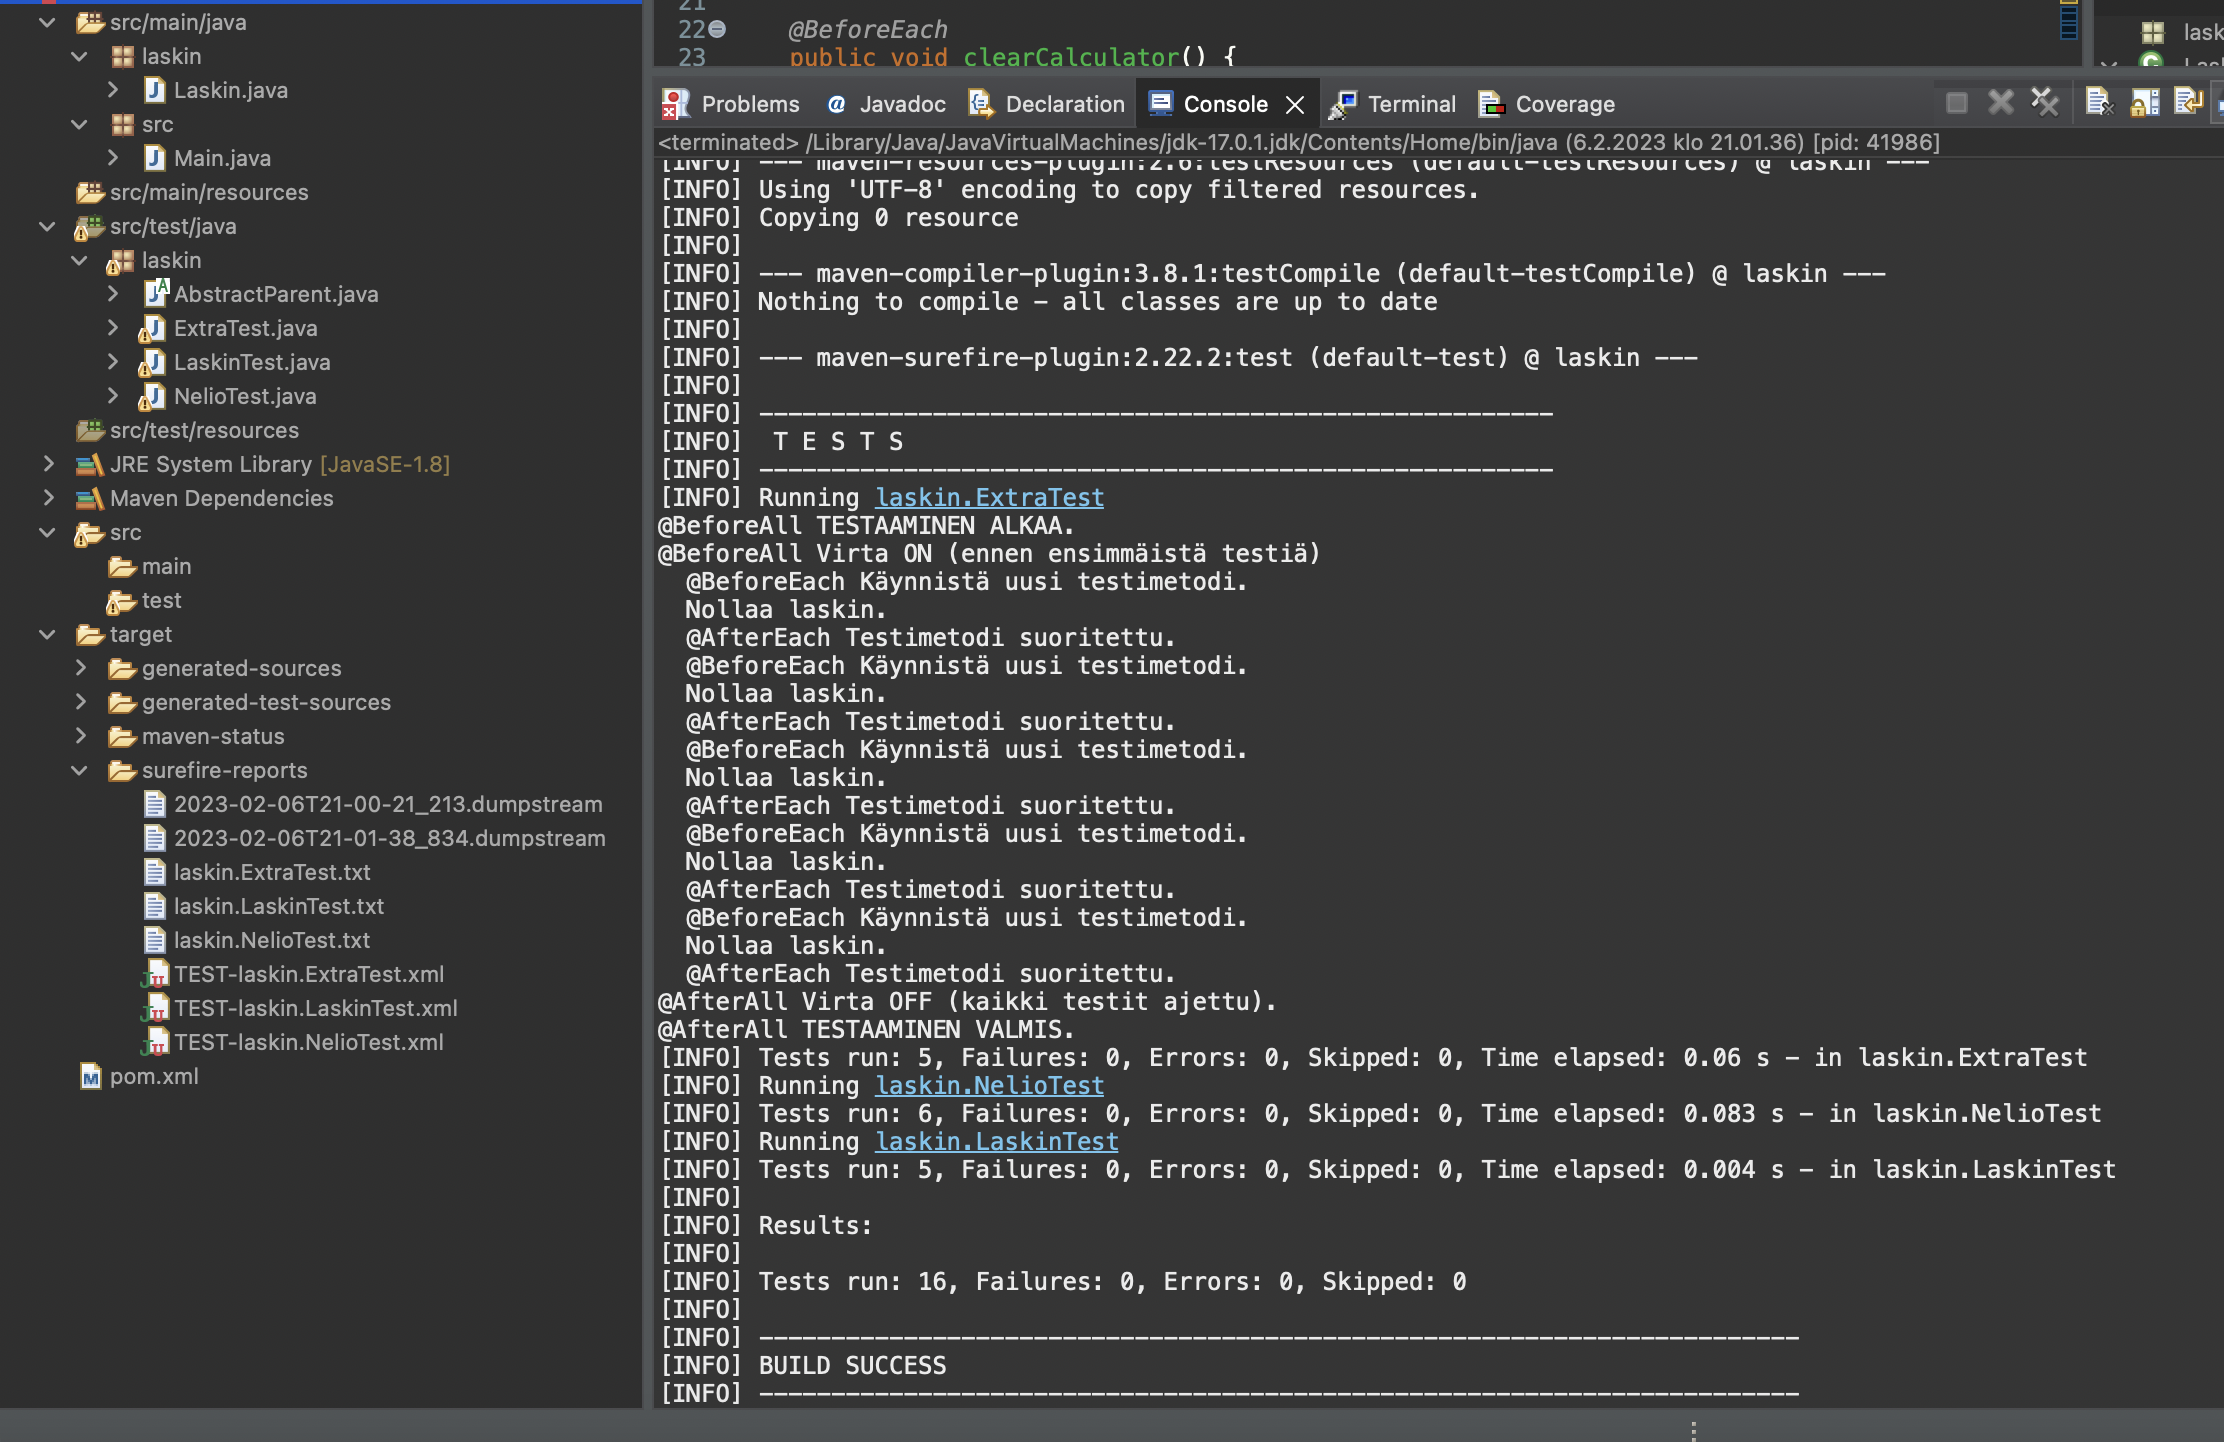 src/main/java
laskin
Laskin.java
src
Main.java
src/main/resources
src/test/java
laskin
AbstractParent.java
ExtraTest.java
LaskinTest.java
NelioTest.java
src/test/resources
JRE System Library [JavaSE-1.8]
Maven Dependencies
src
main
test
target
generated-sources
generated-test-sources
maven-status
surefire-reports
2023-02-06T21-00-21_213.dumpstream
2023-02-06T21-01-38_834.dumpstream
laskin.ExtraTest.txt
laskin.LaskinTest.txt
laskin.NelioTest.txt
TEST-laskin.ExtraTest.xml
TEST-laskin.LaskinTest.xml
TEST-laskin.NelioTest.xml
pom.xml
21
22 @BeforeEach
23 public void clearCalculator() {
Problems Javadoc Declaration Console Terminal Coverage
<terminated> /Library/Java/JavaVirtualMachines/jdk-17.0.1.jdk/Contents/Home/bin/java (6.2.2023 klo 21.01.36) [pid: 41986]
[INFO] --- maven-resources-plugin:2.6:testResources (default-testResources) @ laskin ---
[INFO] Using 'UTF-8' encoding to copy filtered resources.
[INFO] Copying 0 resource
[INFO]
[INFO] --- maven-compiler-plugin:3.8.1:testCompile (default-testCompile) @ laskin ---
[INFO] Nothing to compile - all classes are up to date
[INFO]
[INFO] --- maven-surefire-plugin:2.22.2:test (default-test) @ laskin ---
[INFO]
[INFO] -------------------------------------------------------
[INFO]  T E S T S
[INFO] -------------------------------------------------------
[INFO] Running laskin.ExtraTest
@BeforeAll TESTAAMINEN ALKAA.
@BeforeAll Virta ON (ennen ensimmäistä testiä)
@BeforeEach Käynnistä uusi testimetodi.
Nollaa laskin.
@AfterEach Testimetodi suoritettu.
@BeforeEach Käynnistä uusi testimetodi.
Nollaa laskin.
@AfterEach Testimetodi suoritettu.
@BeforeEach Käynnistä uusi testimetodi.
Nollaa laskin.
@AfterEach Testimetodi suoritettu.
@BeforeEach Käynnistä uusi testimetodi.
Nollaa laskin.
@AfterEach Testimetodi suoritettu.
@BeforeEach Käynnistä uusi testimetodi.
Nollaa laskin.
@AfterEach Testimetodi suoritettu.
@AfterAll Virta OFF (kaikki testit ajettu).
@AfterAll TESTAAMINEN VALMIS.
[INFO] Tests run: 5, Failures: 0, Errors: 0, Skipped: 0, Time elapsed: 0.06 s - in laskin.ExtraTest
[INFO] Running laskin.NelioTest
[INFO] Tests run: 6, Failures: 0, Errors: 0, Skipped: 0, Time elapsed: 0.083 s - in laskin.NelioTest
[INFO] Running laskin.LaskinTest
[INFO] Tests run: 5, Failures: 0, Errors: 0, Skipped: 0, Time elapsed: 0.004 s - in laskin.LaskinTest
[INFO]
[INFO] Results:
[INFO]
[INFO] Tests run: 16, Failures: 0, Errors: 0, Skipped: 0
[INFO]
[INFO] ------------------------------------------------------------------------
[INFO] BUILD SUCCESS
[INFO] ------------------------------------------------------------------------